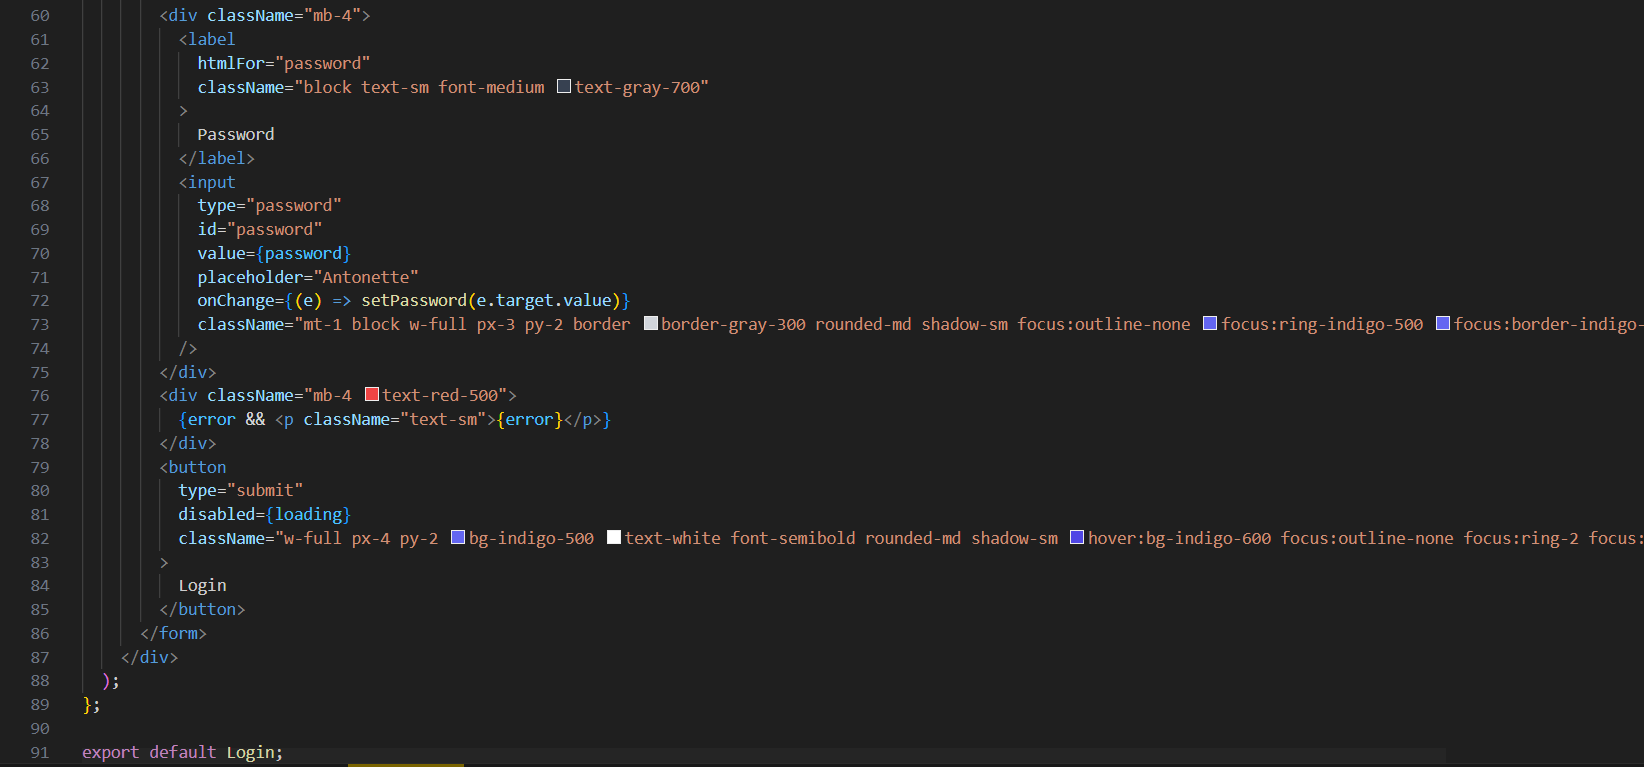 60 <div className="mb-4">
61 <label
62 htmlFor="password"
63 className="block text-sm font-medium text-gray-700"
64 >
65 Password
66 </label>
67 <input
68 type="password"
69 id="password"
70 value={password}
71 placeholder="Antonette"
72 onChange={(e) => setPassword(e.target.value)}
73 className="mt-1 block w-full px-3 py-2 border border-gray-300 rounded-md shadow-sm focus:outline-none focus:ring-indigo-500 focus:border-indigo-
74 />
75 </div>
76 <div className="mb-4 text-red-500">
77 {error && <p className="text-sm">{error}</p>}
78 </div>
79 <button
80 type="submit"
81 disabled={loading}
82 className="w-full px-4 py-2 bg-indigo-500 text-white font-semibold rounded-md shadow-sm hover:bg-indigo-600 focus:outline-none focus:ring-2 focus:
83 >
84 Login
85 </button>
86 </form>
87 </div>
88 );
89 };
90
91 export default Login;